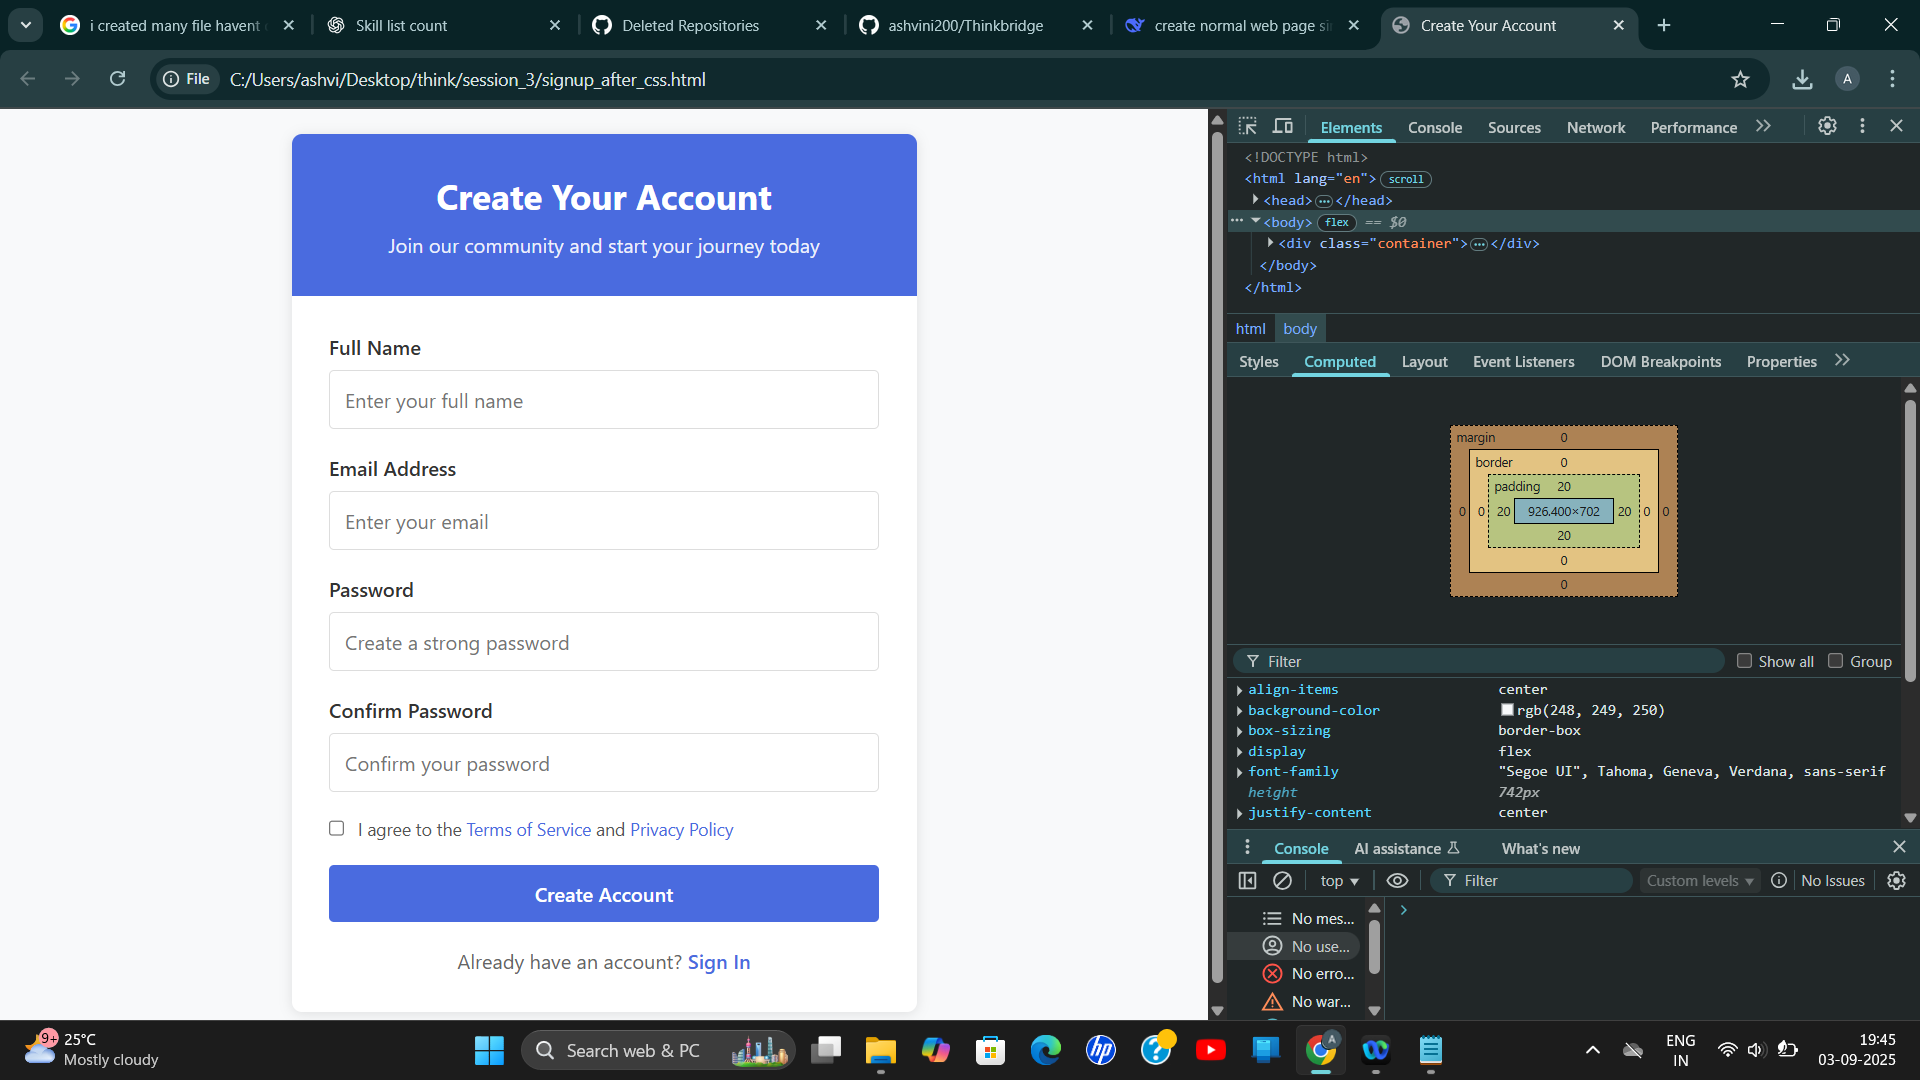 i created many file havent
Skill list count
Deleted Repositories
ashvini200/Thinkbridge
create normal web page si
Create Your Account
File
C:/Users/ashvi/Desktop/think/session_3/signup_after_css.html
A
Create Your Account
Join our community and start your journey today
Full Name
Enter your full name
Email Address
Enter your email
Password
Create a strong password
Confirm Password
Confirm your password
I agree to the Terms of Service and Privacy Policy
Create Account
Already have an account? Sign In
Elements Console Sources Network Performance
<!DOCTYPE html>
<html lang="en"> scroll
<head>…</head>
<body> flex == $0
<div class="container">…</div>
</body>
</html>
html body
Styles Computed Layout Event Listeners DOM Breakpoints Properties
margin 0
border 0
padding 20
0 0 20 926.400×702 20 0 0
20
0
0
Filter Show all Group
align-items center
background-color rgb(248, 249, 250)
box-sizing border-box
display flex
font-family "Segoe UI", Tahoma, Geneva, Verdana, sans-serif
height 742px
justify-content center
Console AI assistance What's new
top Filter Custom levels No Issues
No mes…
No use…
No erro…
No war…
9+ 25°C
Mostly cloudy
Search web & PC
hp
A
ENG
IN
19:45
03-09-2025